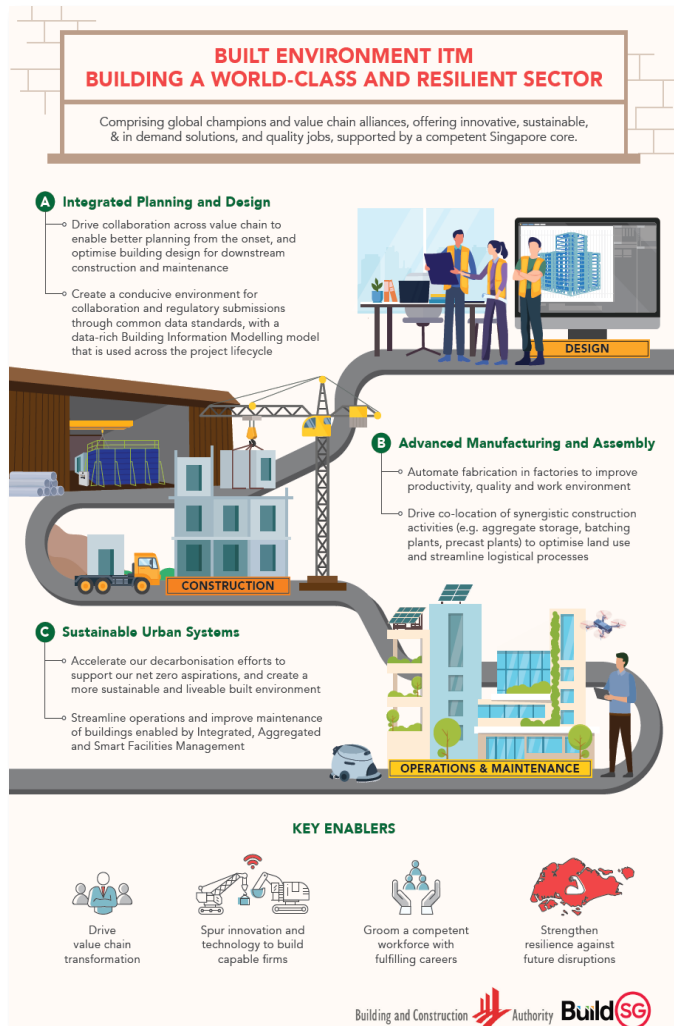 BUILT ENVIRONMENT ITM
BUILDING A WORLD-CLASS AND RESILIENT SECTOR
Comprising global champions and value chain alliances, offering innovative, sustainable,
& in demand solutions, and quality jobs, supported by a competent Singapore core.
A Integrated Planning and Design
Drive collaboration across value chain to
enable better planning from the onset, and
optimise building design for downstream
construction and maintenance
Create a conducive environment for
collaboration and regulatory submissions
through common data standards, with a
data-rich Building Information Modelling model
that is used across the project lifecycle
DESIGN
B Advanced Manufacturing and Assembly
Automate fabrication in factories to improve
productivity, quality and work environment
Drive co-location of synergistic construction
activities (e.g. aggregate storage, batching
plants, precast plants) to optimise land use
and streamline logistical processes
CONSTRUCTION
C Sustainable Urban Systems
Accelerate our decarbonisation efforts to
support our net zero aspirations, and create a
more sustainable and liveable built environment
Streamline operations and improve maintenance
of buildings enabled by Integrated, Aggregated
and Smart Facilities Management
OPERATIONS & MAINTENANCE
KEY ENABLERS
Drive
value chain
transformation
Spur innovation and
technology to build
capable firms
Groom a competent
workforce with
fulfilling careers
Strengthen
resilience against
future disruptions
Building and Construction Authority
Build SG